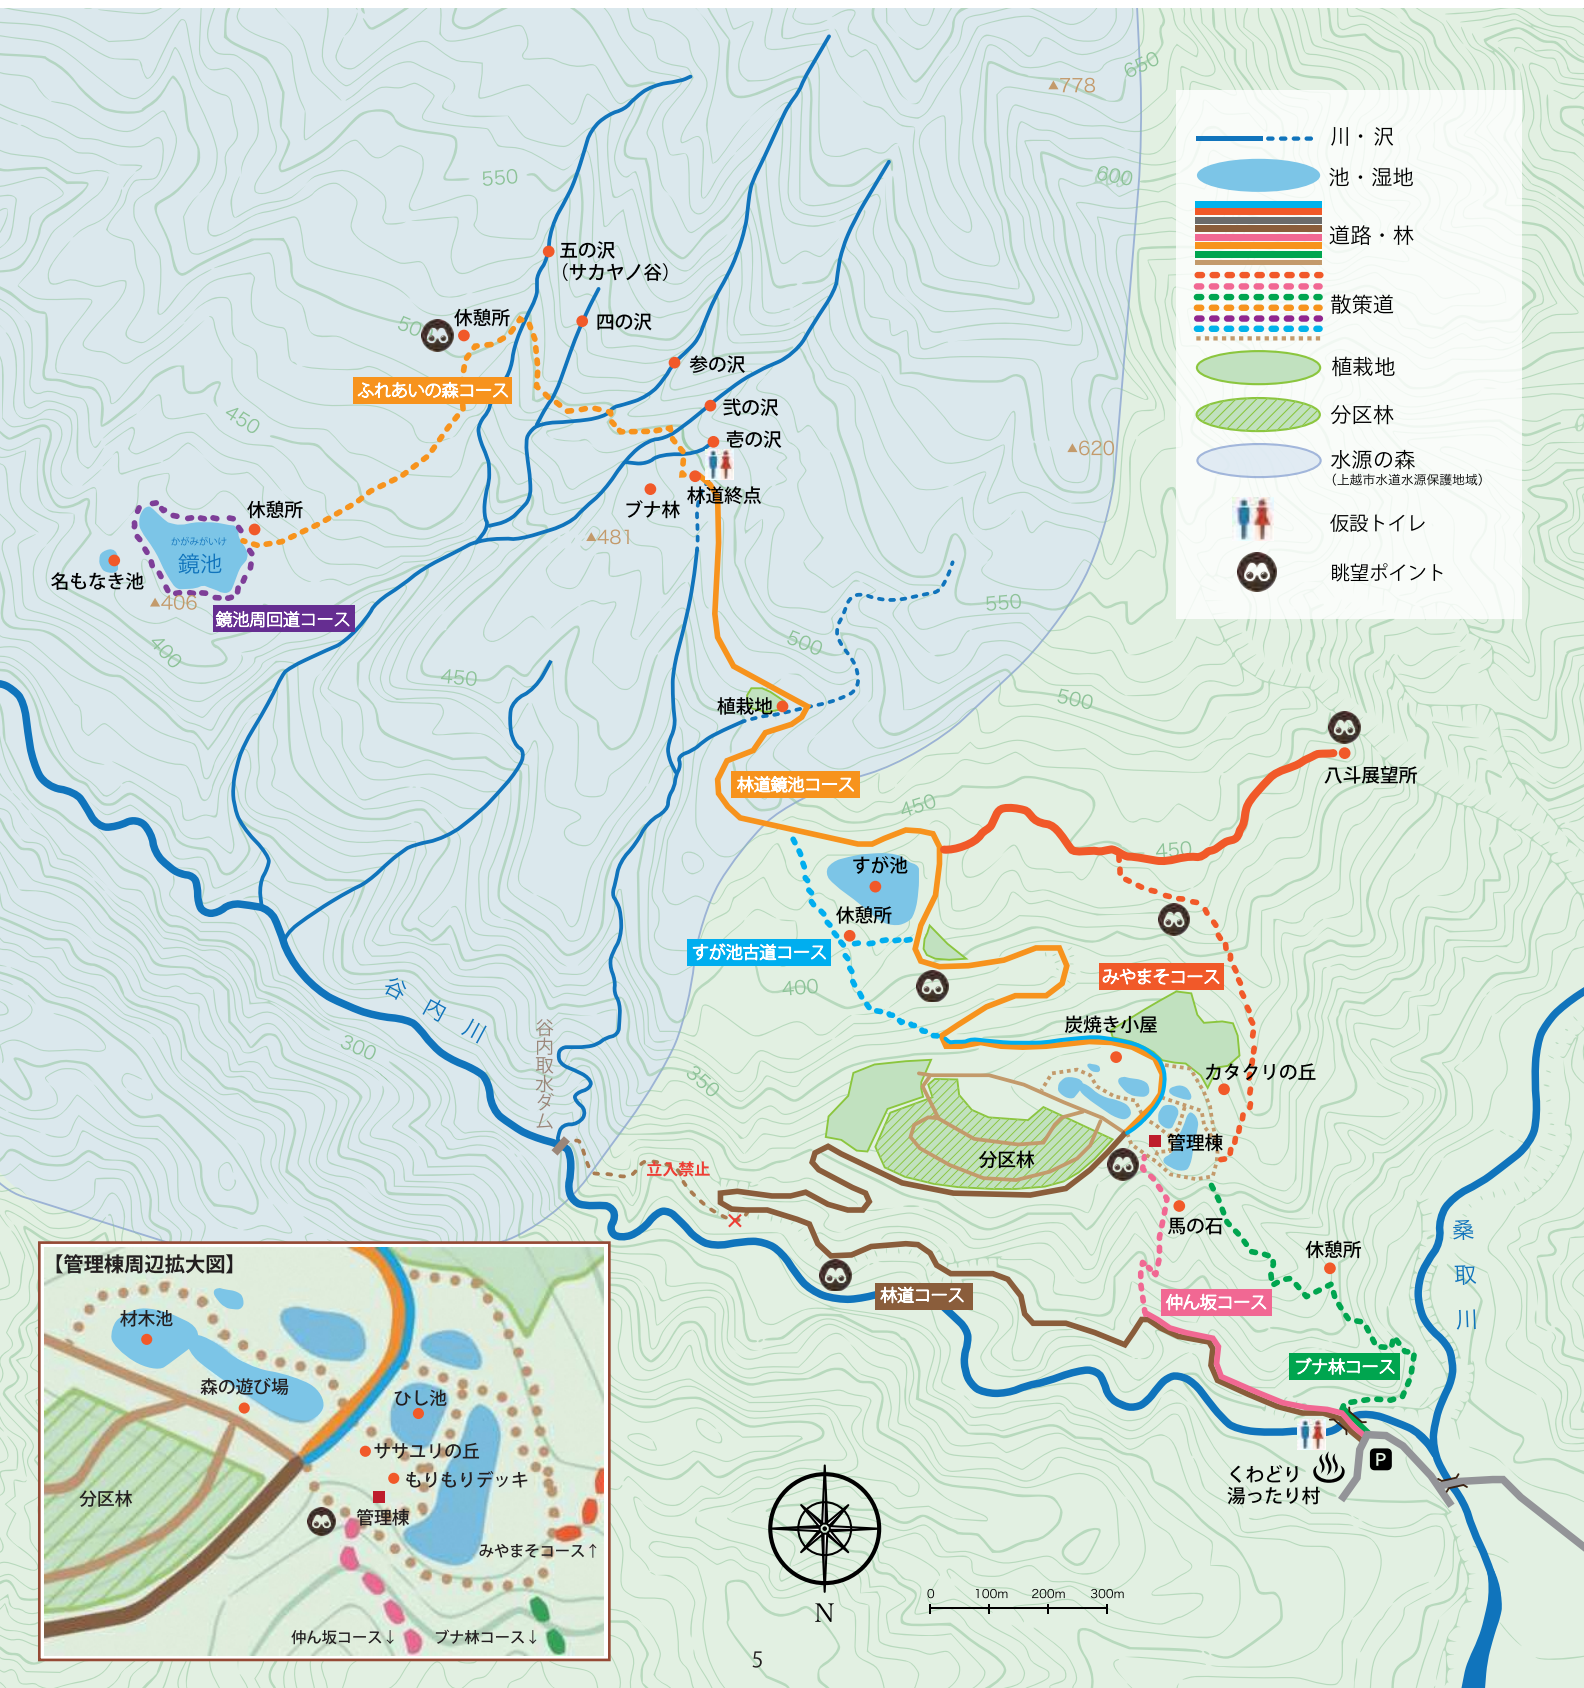 650
▲778
川・沢
池・湿地
600
550
道路・林
五の沢
（サカヤノ谷）
散策道
休憩所
四の沢
50
参の沢
植栽地
ふれあいの森コース
弐の沢
分区林
450
壱の沢
▲620
水源の森
（上越市水道水源保護地域）
林道終点
休憩所
ブナ林
仮設トイレ
かがみがいけ
鏡池
▲481
名もなき池
眺望ポイント
▲406
550
鏡池周回道コース
400
500
450
500
植栽地
八斗展望所
林道鏡池コース
450
450
すが池
休憩所
すが池古道コース
みやまそコース
400
谷内川
炭焼き小屋
谷内取水ダム
300
350
カタクリの丘
管理棟
分区林
立入禁止
馬の石
桑取川
休憩所
【管理棟周辺拡大図】
林道コース
仲ん坂コース
材木池
ブナ林コース
森の遊び場
ひし池
ササユリの丘
もりもりデッキ
P
くわどり
湯ったり村
分区林
管理棟
みやまそコース↑
0 100m 200m 300m
N
仲ん坂コース↓
ブナ林コース↓
5